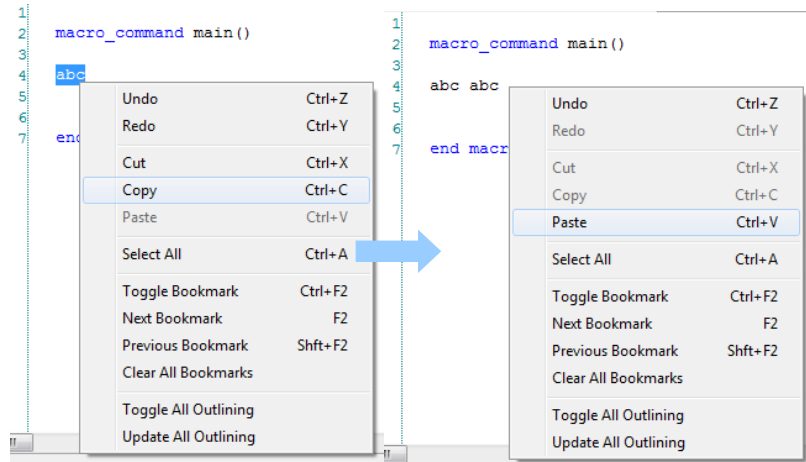 1
2 macro_command main()
3
4 abc
5
6
7 end
Undo Ctrl+Z
Redo Ctrl+Y
Cut Ctrl+X
Copy Ctrl+C
Paste Ctrl+V
Select All Ctrl+A
Toggle Bookmark Ctrl+F2
Next Bookmark F2
Previous Bookmark Shft+F2
Clear All Bookmarks
Toggle All Outlining
Update All Outlining
1
2 macro_command main()
3
4 abc abc
5
6
7 end macr
Undo Ctrl+Z
Redo Ctrl+Y
Cut Ctrl+X
Copy Ctrl+C
Paste Ctrl+V
Select All Ctrl+A
Toggle Bookmark Ctrl+F2
Next Bookmark F2
Previous Bookmark Shft+F2
Clear All Bookmarks
Toggle All Outlining
Update All Outlining